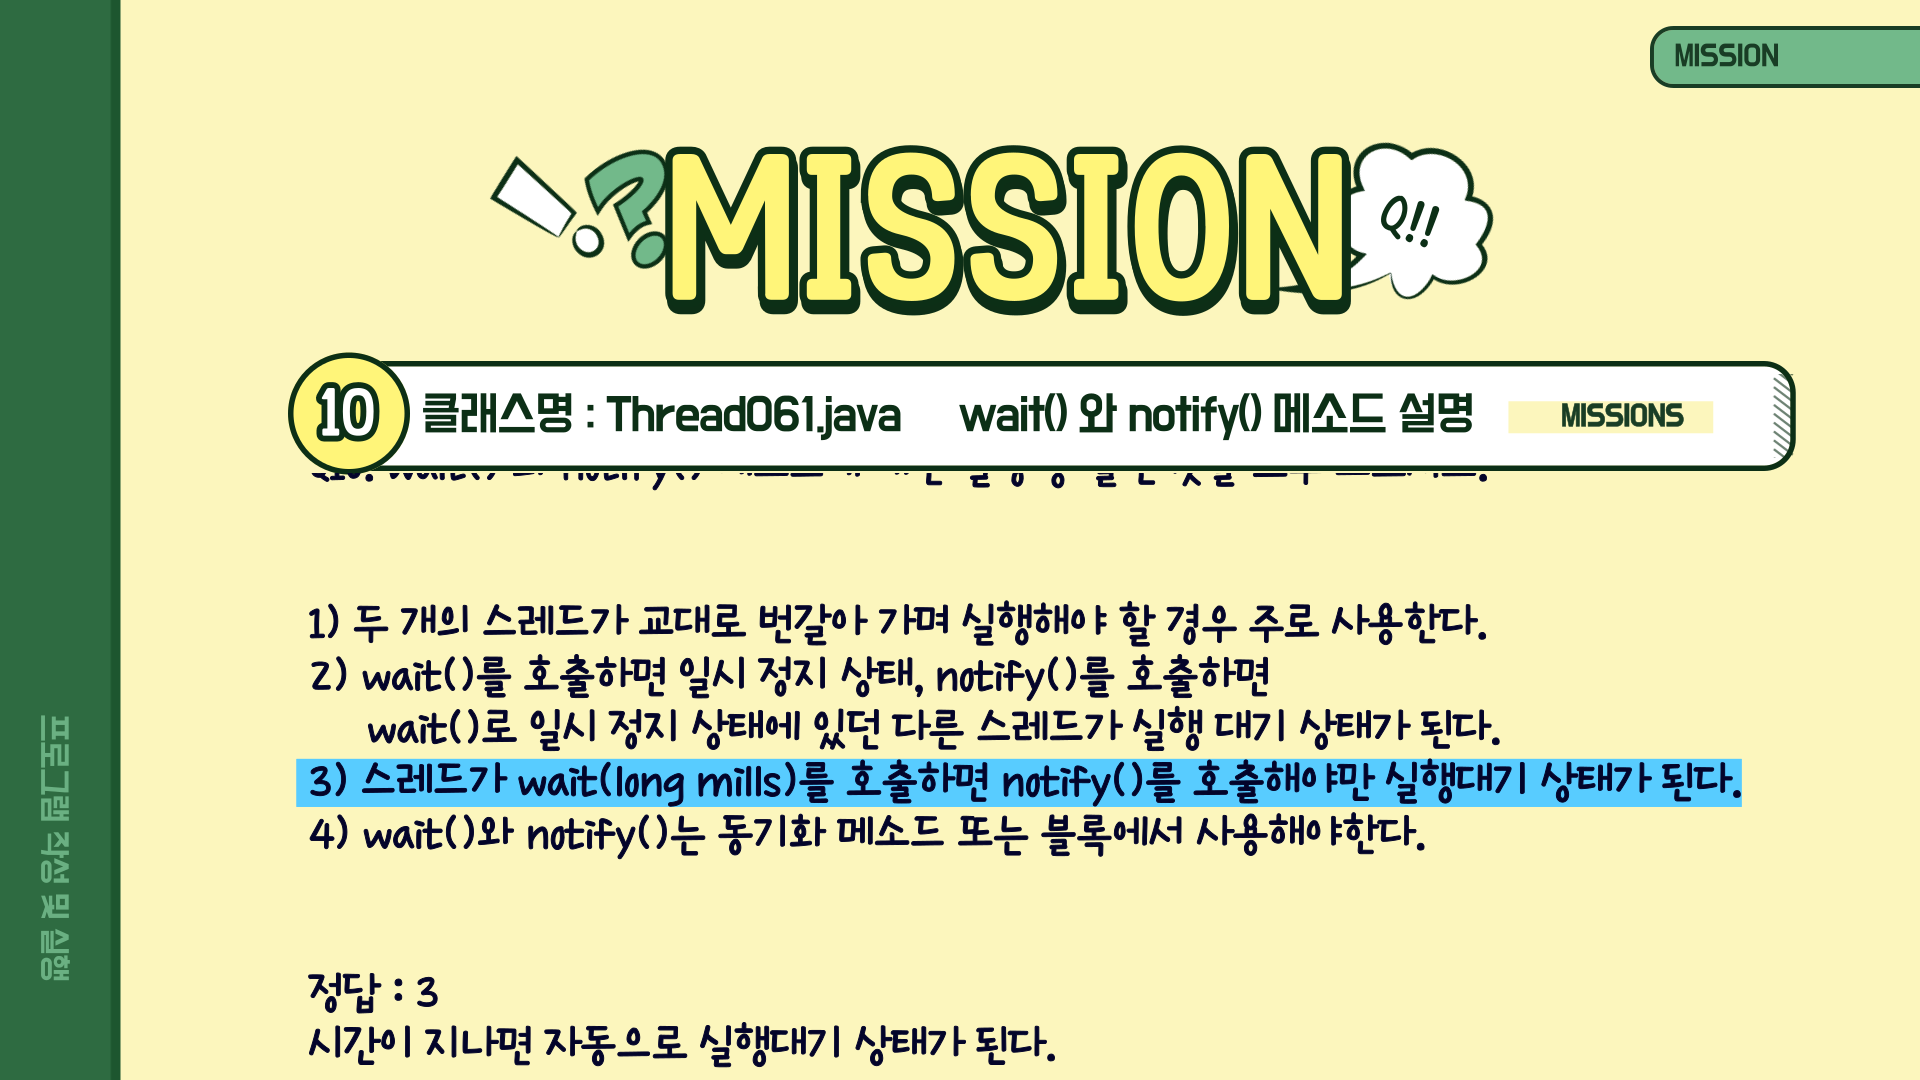 MISSION
MISSION
Q!!
10
클래스명 : Thread061.java wait() 와 notify() 메소드 설명
MISSIONS
wait() notify()
1) 두 개의 스레드가 교대로 번갈아 가며 실행해야 할 경우 주로 사용한다.
2) wait()를 호출하면 일시 정지 상태, notify()를 호출하면
wait()로 일시 정지 상태에 있던 다른 스레드가 실행 대기 상태가 된다.
3) 스레드가 wait(long mills)를 호출하면 notify()를 호출해야만 실행대기 상태가 된다.
4) wait()와 notify()는 동기화 메소드 또는 블록에서 사용해야한다.
정답 : 3
시간이 지나면 자동으로 실행대기 상태가 된다.
프로그램 작성 및 실행